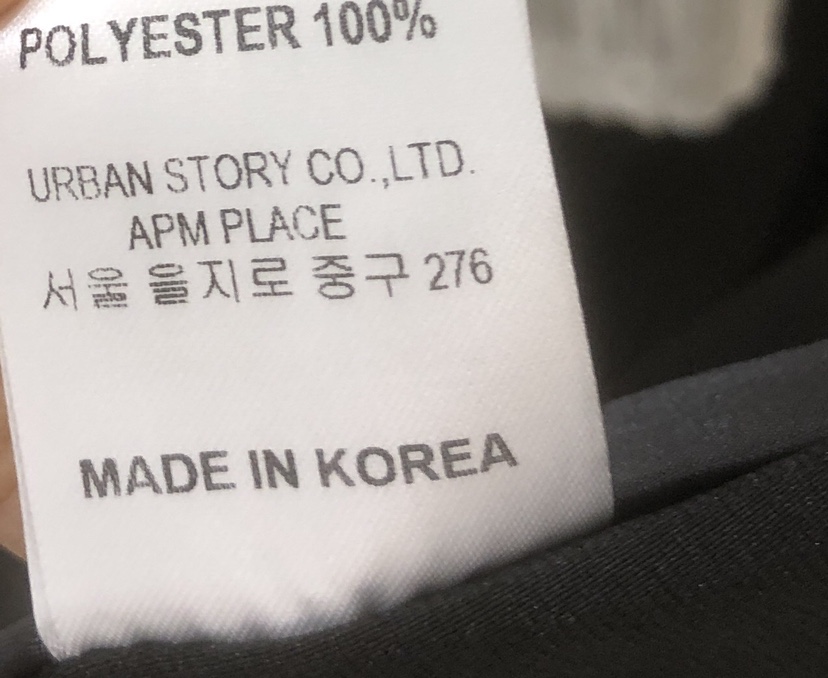 POLYESTER 100%
URBAN STORY CO.,LTD.
APM PLACE
서울 을지로 중구 276
MADE IN KOREA